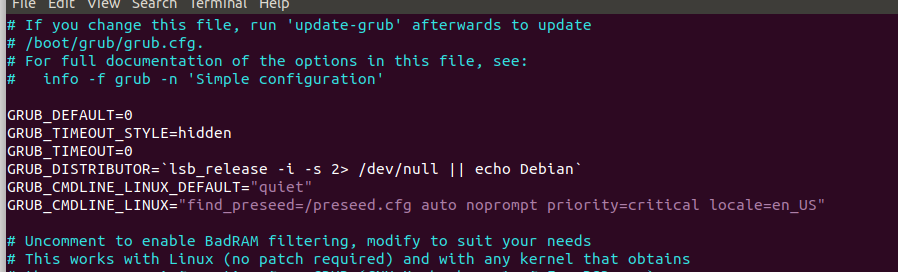 File Edit View Search Terminal Help
# If you change this file, run 'update-grub' afterwards to update
# /boot/grub/grub.cfg.
# For full documentation of the options in this file, see:
#   info -f grub -n 'Simple configuration'
GRUB_DEFAULT=0
GRUB_TIMEOUT_STYLE=hidden
GRUB_TIMEOUT=0
GRUB_DISTRIBUTOR=`lsb_release -i -s 2> /dev/null || echo Debian`
GRUB_CMDLINE_LINUX_DEFAULT="quiet"
GRUB_CMDLINE_LINUX="find_preseed=/preseed.cfg auto noprompt priority=critical locale=en_US"
# Uncomment to enable BadRAM filtering, modify to suit your needs
# This works with Linux (no patch required) and with any kernel that obtains